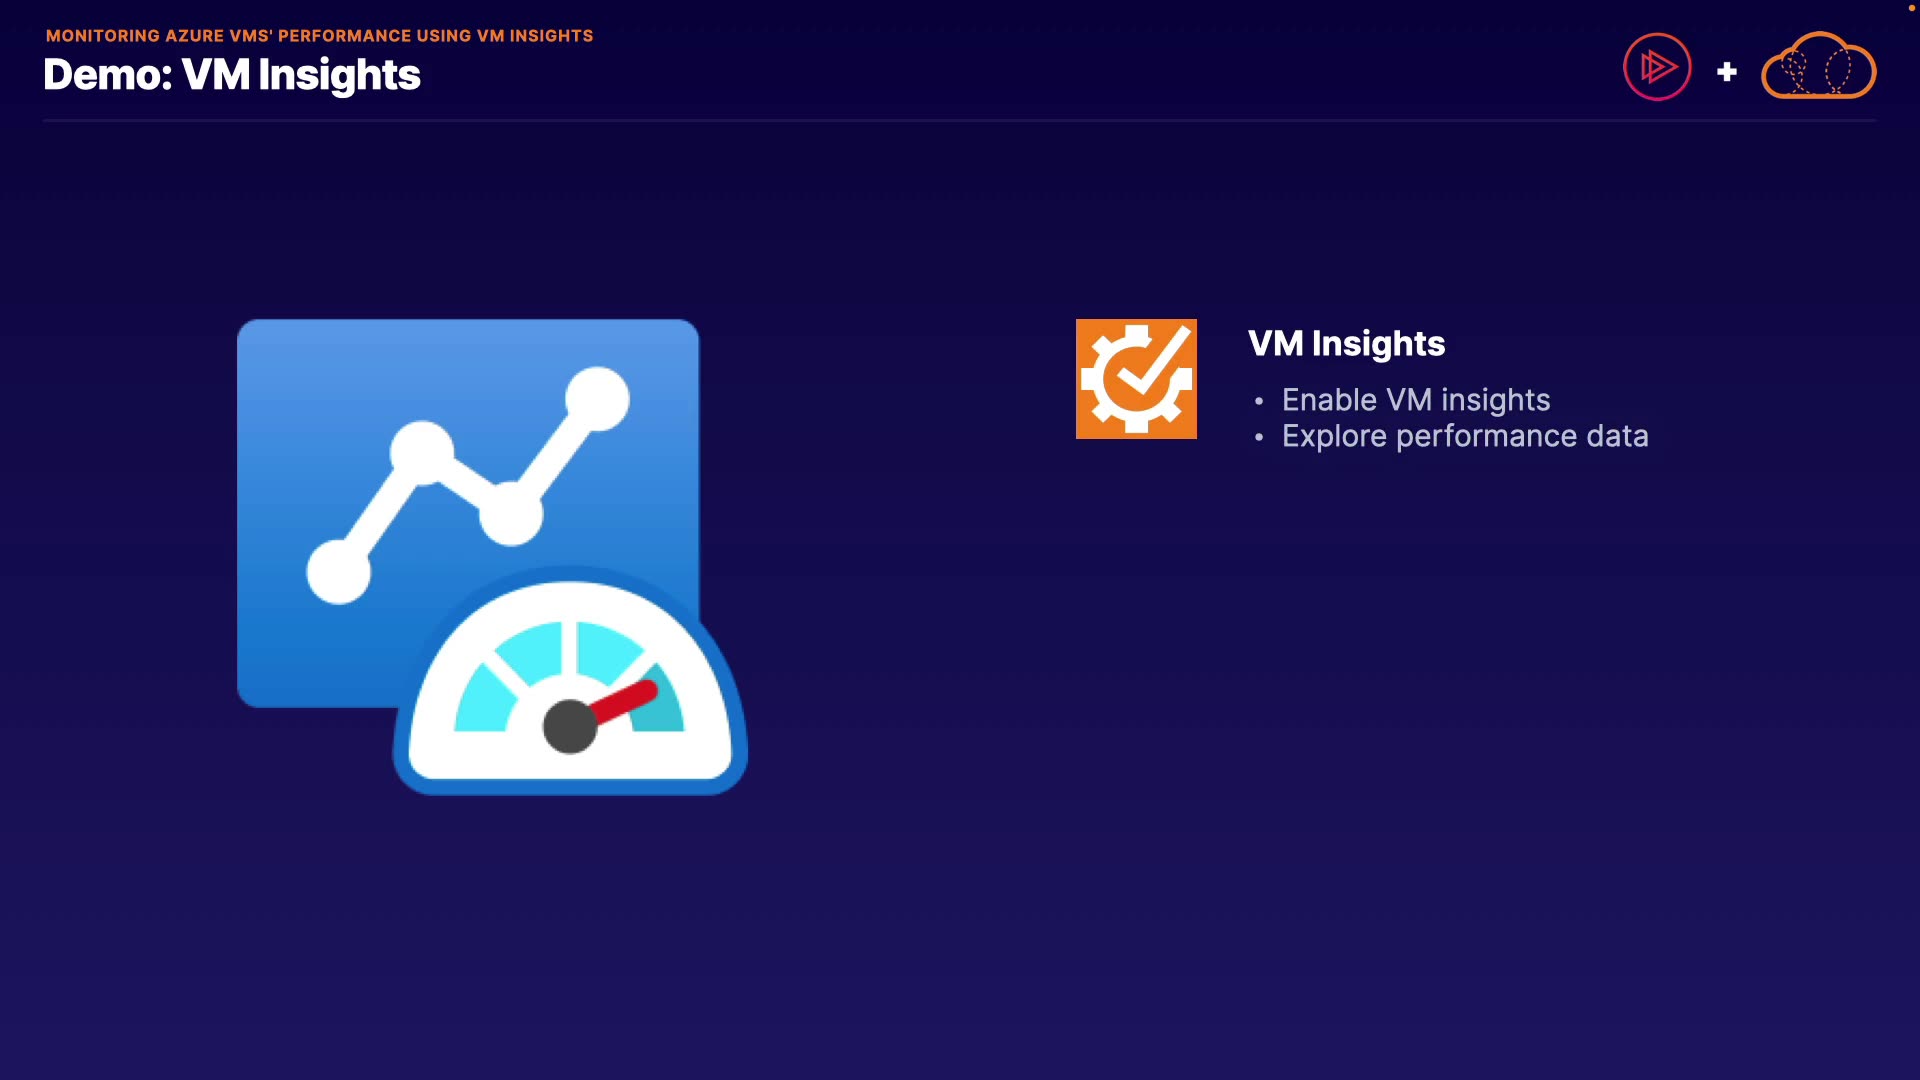 MONITORING AZURE VMS' PERFORMANCE USING VM INSIGHTS
Demo: VM Insights
VM Insights
• Enable VM insights
• Explore performance data